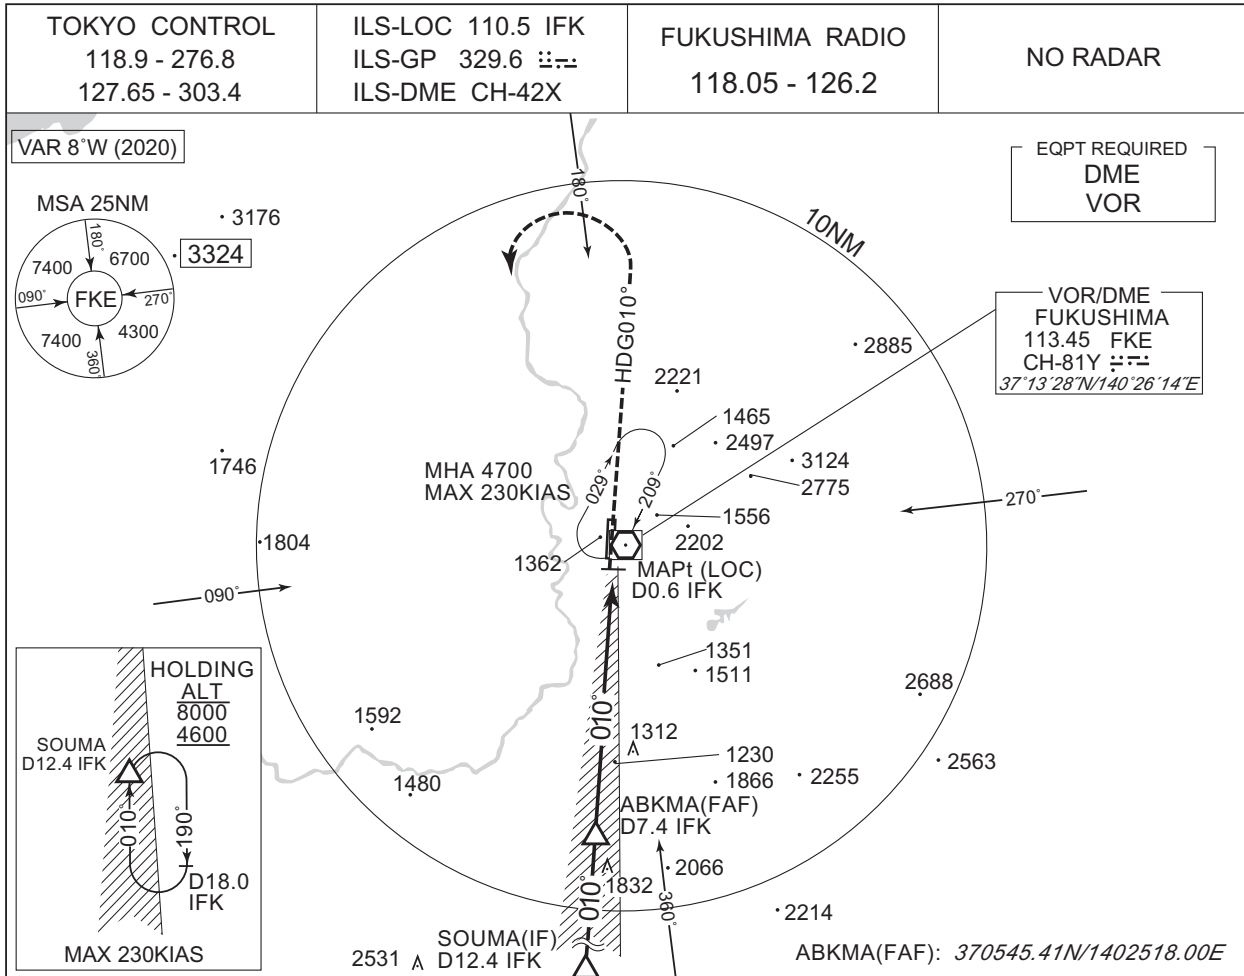 TOKYO CONTROL
118.9 - 276.8
127.65 - 303.4
ILS-LOC 110.5 IFK
ILS-GP 329.6
ILS-DME CH-42X
FUKUSHIMA RADIO
118.05 - 126.2
NO RADAR
VAR 8°W (2020)
EQPT REQUIRED
DME
VOR
MSA 25NM
180°
7400
6700
090°
FKE
270°
7400
4300
360°
3176
3324
180°
10NM
HDG010°
VOR/DME
FUKUSHIMA
113.45 FKE
CH-81Y
37°13´28˝N/140°26´14˝E
2885
2221
1465
2497
3124
2775
1746
MHA 4700
MAX 230KIAS
029°
209°
270°
1556
2202
1804
1362
MAPt (LOC)
D0.6 IFK
090°
1351
1511
2688
HOLDING
ALT
8000
4600
SOUMA
D12.4 IFK
010°
190°
D18.0
IFK
MAX 230KIAS
1592
010°
1312
1230
1866
2255
2563
1480
ABKMA(FAF)
D7.4 IFK
2066
1832
010°
360°
2214
2531
SOUMA(IF)
D12.4 IFK
ABKMA(FAF): 370545.41N/1402518.00E